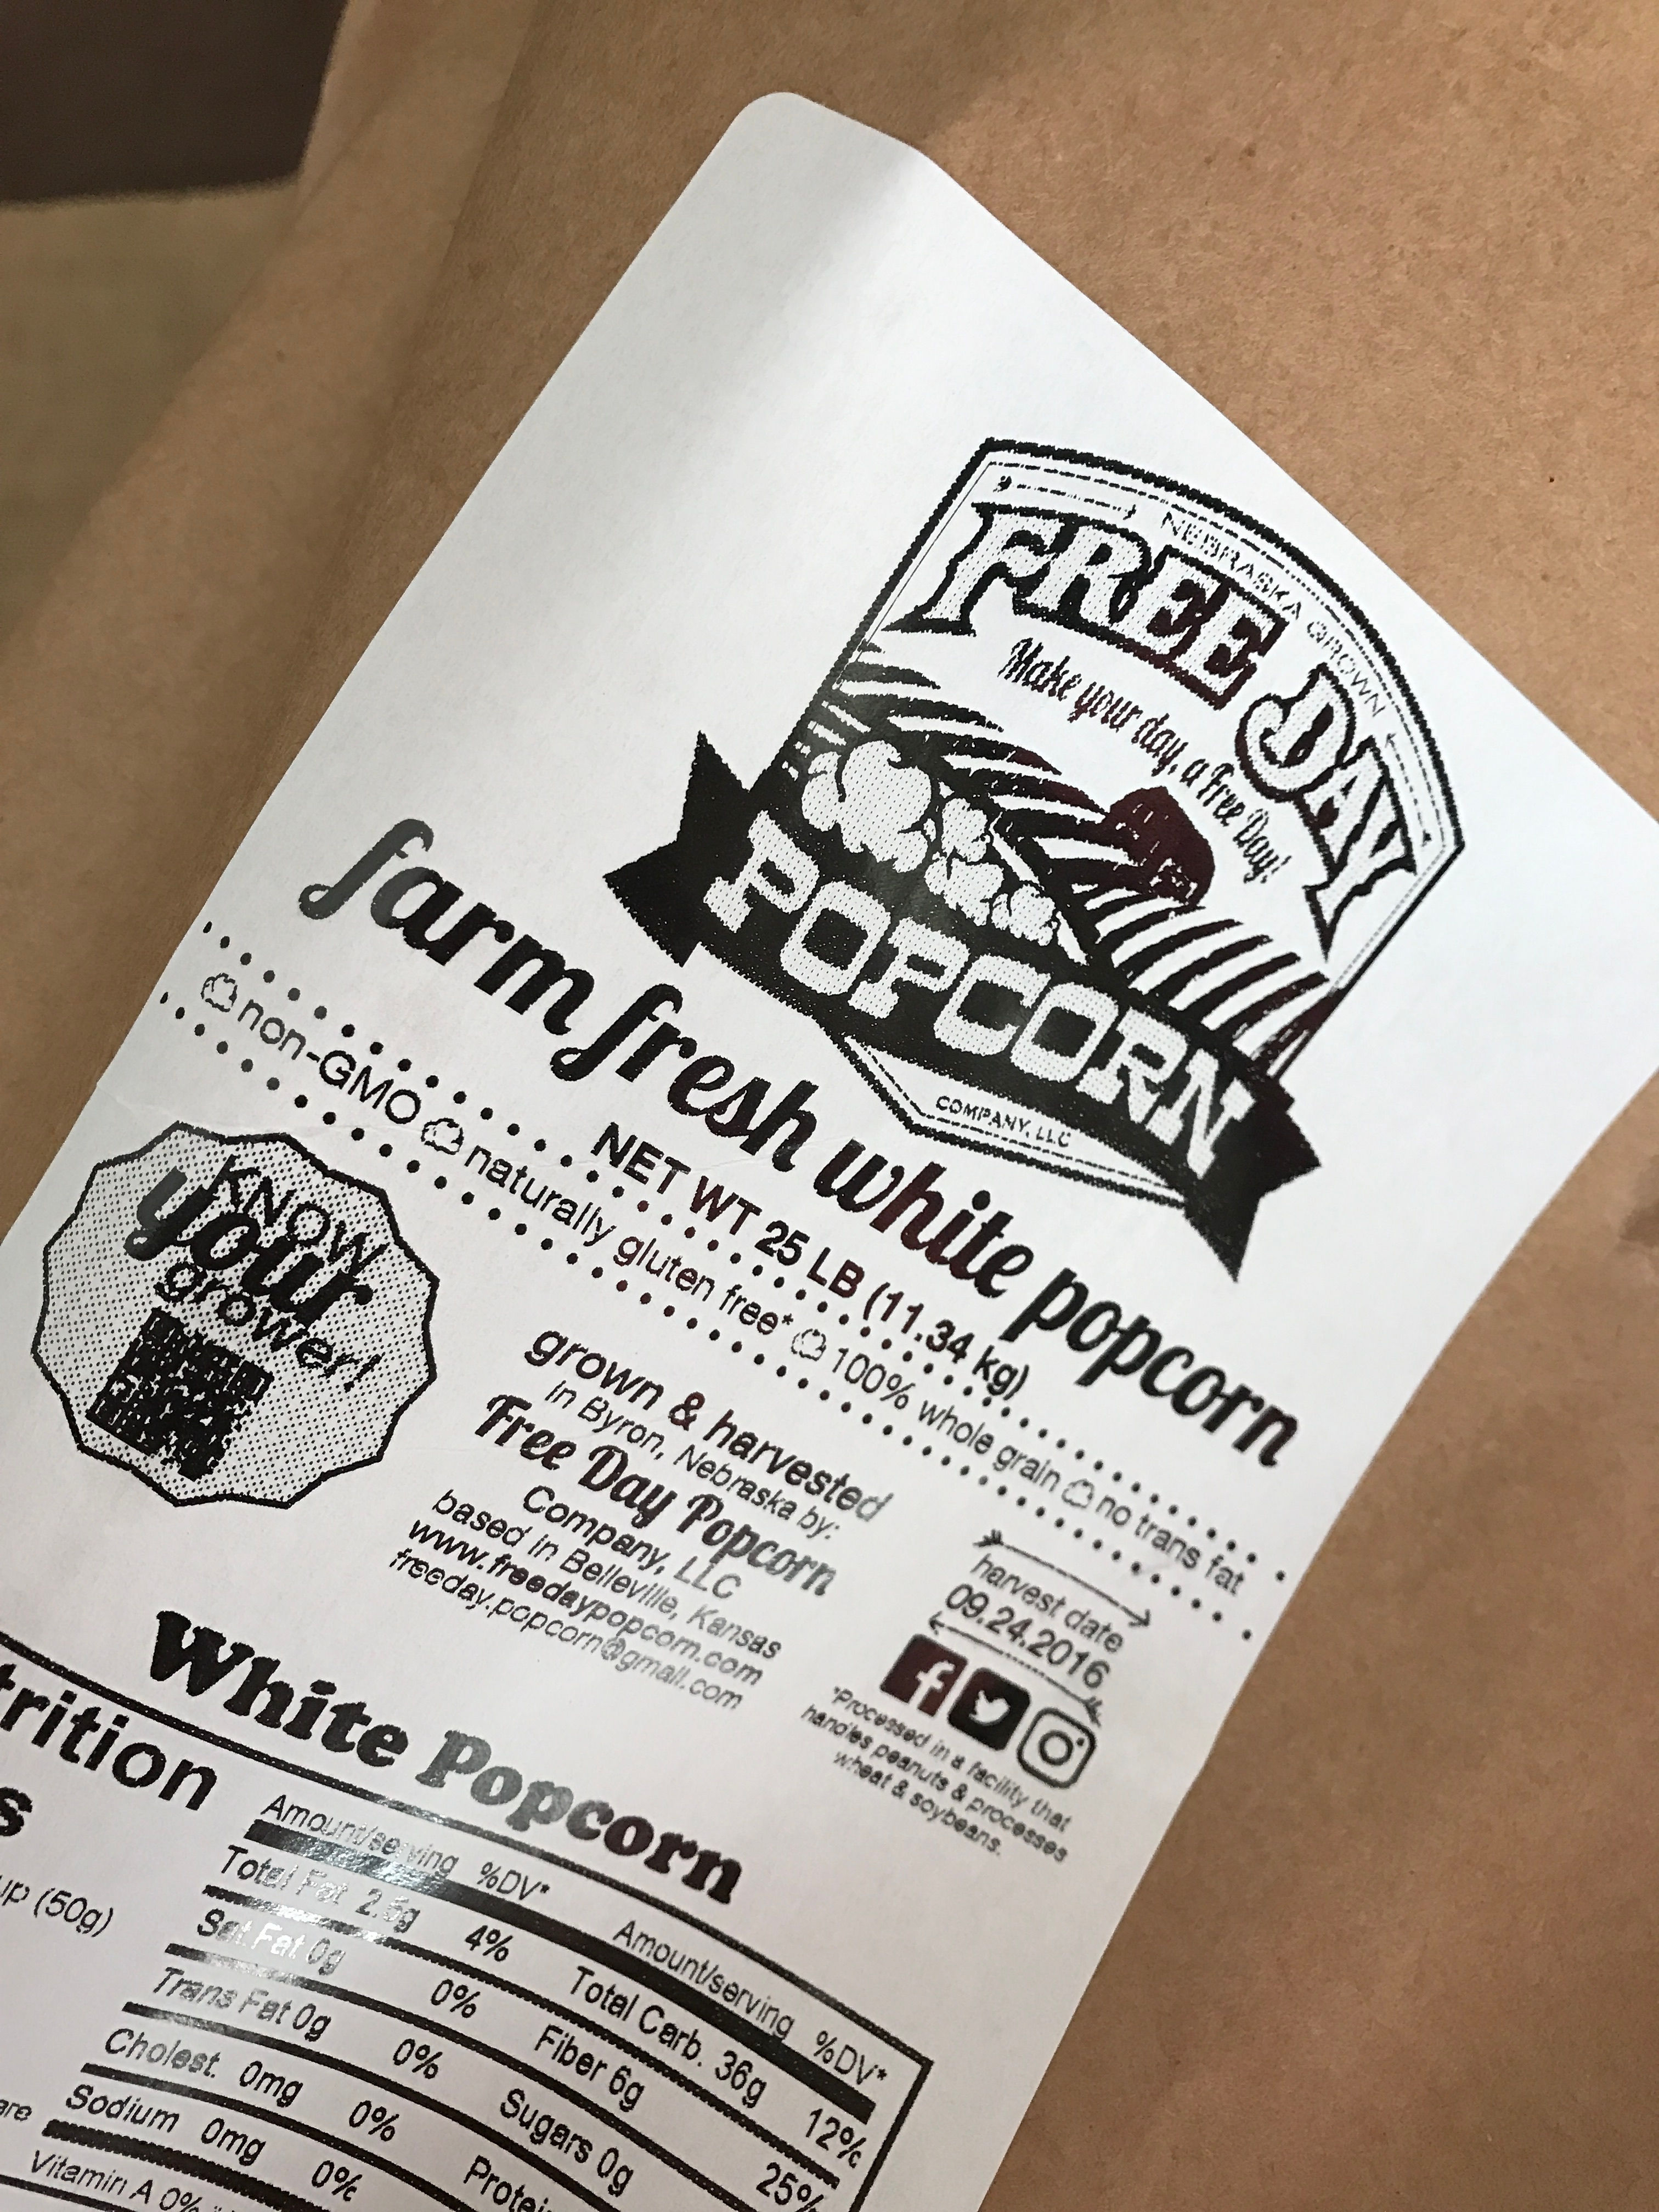 NEBRASKA GROWN
FREE DAY
Make your day, a Free Day!
POPCORN
COMPANY, LLC
farm fresh white popcorn
NET WT 25 LB (11.34 kg)
non-GMO naturally gluten free* 100% whole grain no trans fat
KNOW
your
grower!
grown & harvested
in Byron, Nebraska by:
Free Day Popcorn
Company, LLC
based in Belleville, Kansas
www.freedaypopcorn.com
freeday.popcorn@gmail.com
harvest date
09.24.2016
*Processed in a facility that
handles peanuts & processes
wheat & soybeans.
White Popcorn
trition
s
up (50g)
are
Amount/serving %DV*
Total Fat 2.5g 4%
Sat.Fat 0g 0%
Trans Fat 0g 0%
Cholest. 0mg 0%
Sodium 0mg 0%
Vitamin A 0%
Amount/serving %DV*
Total Carb. 36g 12%
Fiber 6g 25%
Sugars 0g
Protei